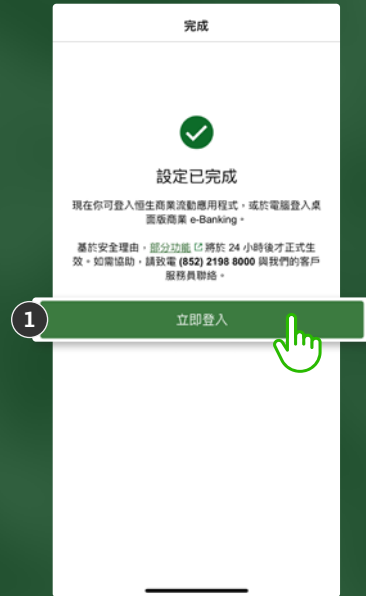 完成
設定已完成
現在你可登入恒生商業流動應用程式，或於電腦登入桌
面版商業 e-Banking。
基於安全理由，部分功能 將於 24 小時後才正式生
效。如需協助，請致電 (852) 2198 8000 與我們的客戶
服務員聯絡。
1
立即登入